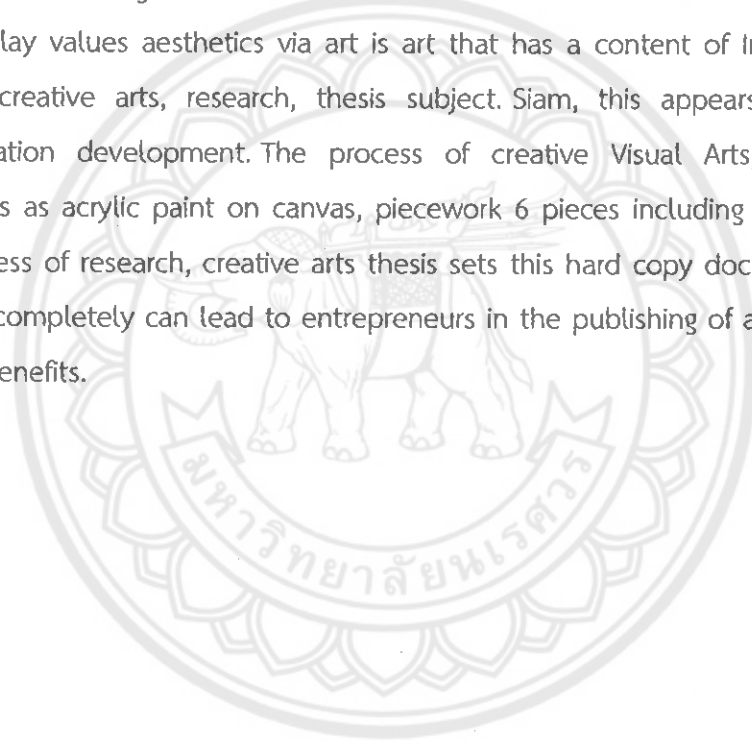 lay values aesthetics via art is art that has a content of
creative arts, research, thesis subject. Siam, this appears
ation development. The process of creative Visual Arts,
s as acrylic paint on canvas, piecework 6 pieces including
ess of research, creative arts thesis sets this hard copy doc
completely can lead to entrepreneurs in the publishing of a
enefits.
มหาวิทยาลัยนเรศวร